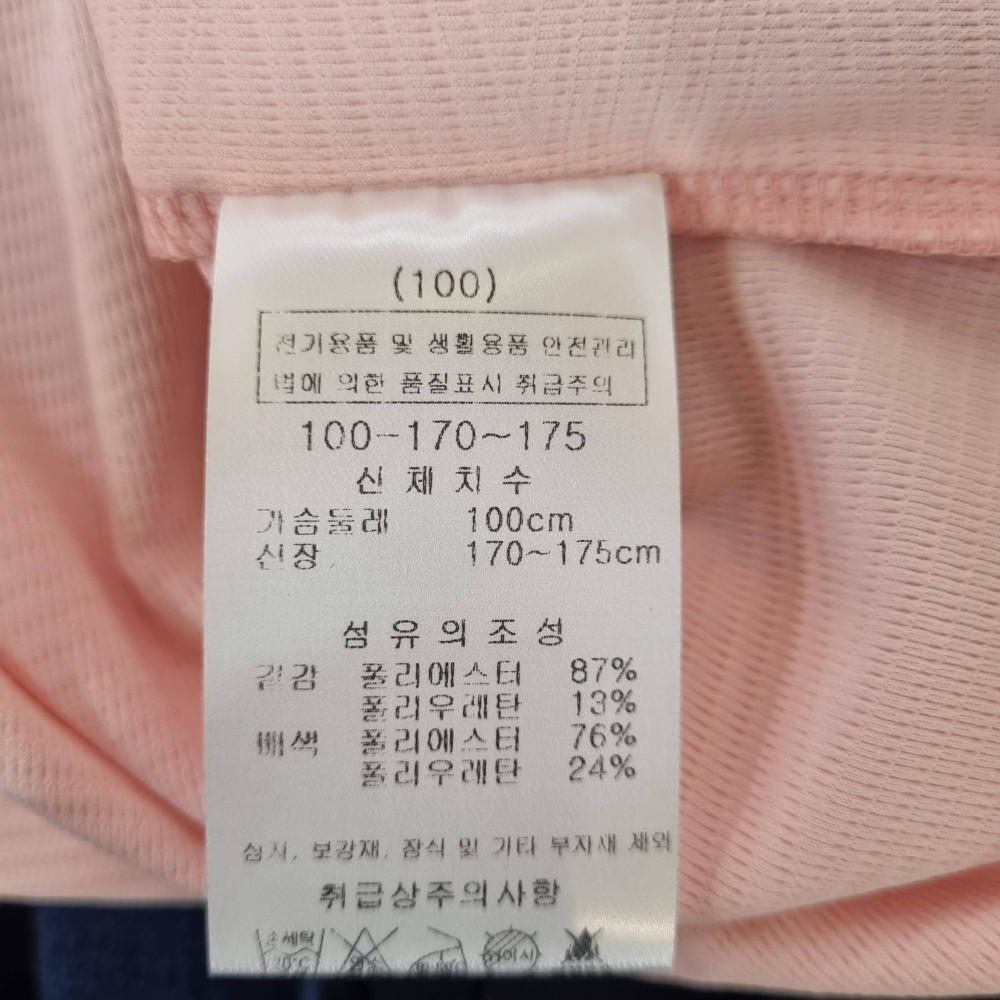 (100)
전기용품 및 생활용품 안전관리
법에 의한 품질표시 취급주의
100-170~175
신체치수
가슴둘레 100cm
신장 170~175cm
섬유의조성
겉감 폴리에스터 87%
폴리우레탄 13%
배색 폴리에스터 76%
폴리우레탄 24%
심지, 보강재, 장식 및 기타 부자재 제외
취급상주의사항
손세탁